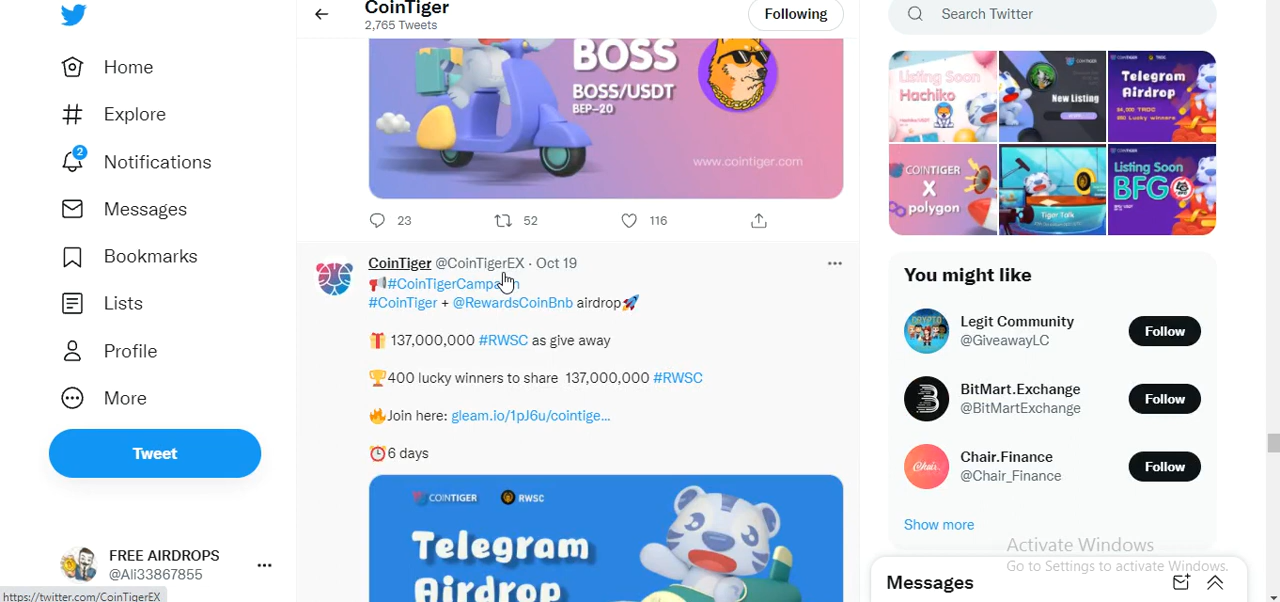 Home
Explore
2
Notifications
Messages
Bookmarks
Lists
Profile
More
Tweet
FREE AIRDROPS
@Ali33867855
https://twitter.com/CoinTigerEX
CoinTiger
2,765 Tweets
Following
BOSS
BOSS/USDT
BEP-20
www.cointiger.com
23 52 116
CoinTiger @CoinTigerEX · Oct 19
📢#CoinTigerCampaign
#CoinTiger + @RewardsCoinBnb airdrop🚀
🎁 137,000,000 #RWSC as give away
🏆400 lucky winners to share 137,000,000 #RWSC
🔥Join here: gleam.io/1pJ6u/cointige...
⏰6 days
COINTIGER RWSC
Telegram
Airdrop
Search Twitter
Listing Soon
Hachiko
New Listing
Telegram
Airdrop
COINTIGER
X
polygon
Tiger Talk
Listing Soon
BFG
You might like
Legit Community
@GiveawayLC
Follow
BitMart.Exchange
@BitMartExchange
Follow
Chair.Finance
@Chair_Finance
Follow
Show more
Activate Windows
Go to Settings to activate Windows.
Messages